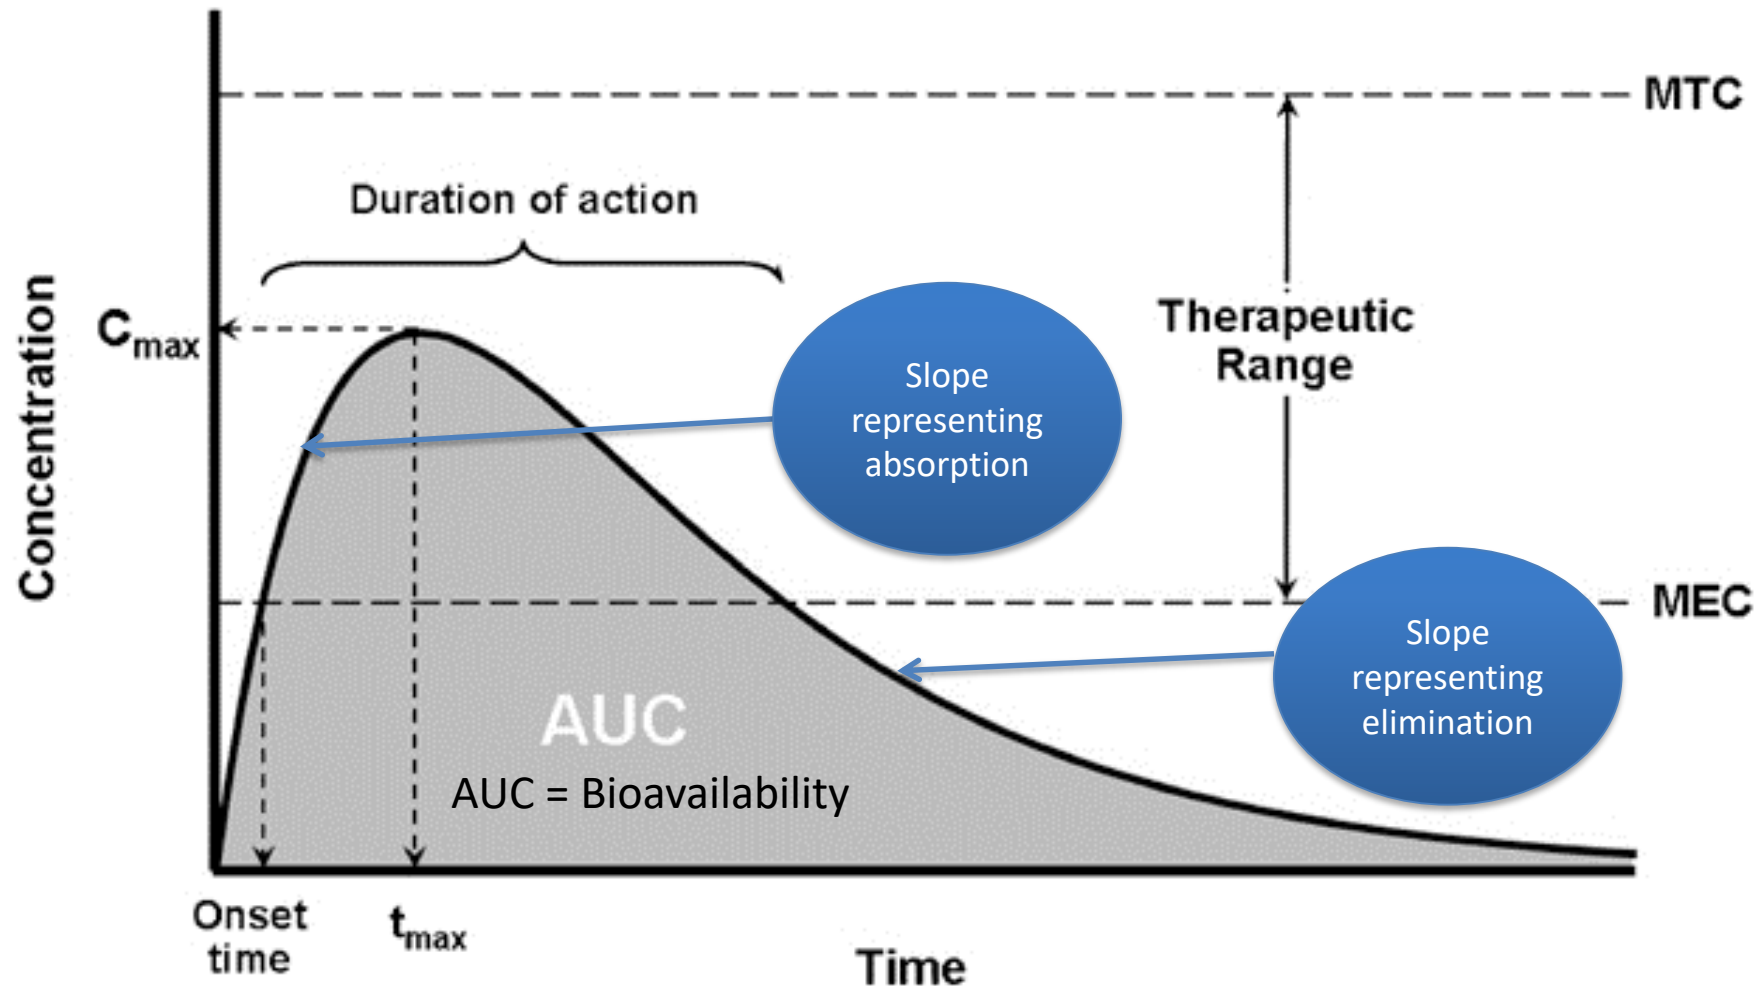 MTC
Duration of action
Concentration
Cmax
Slope
representing
absorption
Therapeutic
Range
MEC
Slope
representing
elimination
AUC
AUC = Bioavailability
Onset
time
tmax
Time